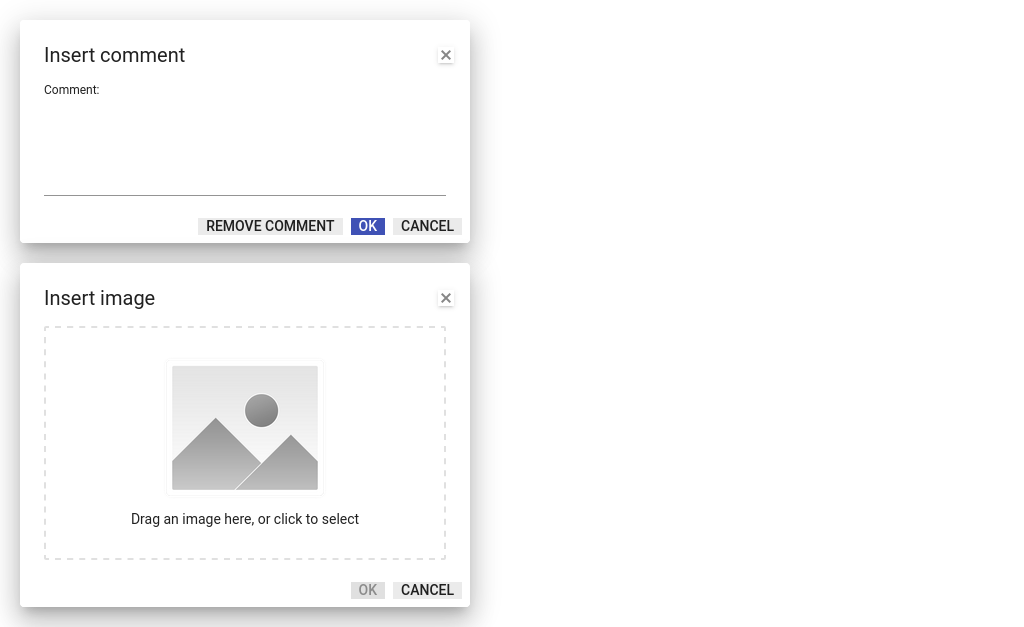 Insert comment
Comment:
REMOVE COMMENT OK CANCEL
Insert image
Drag an image here, or click to select
OK CANCEL